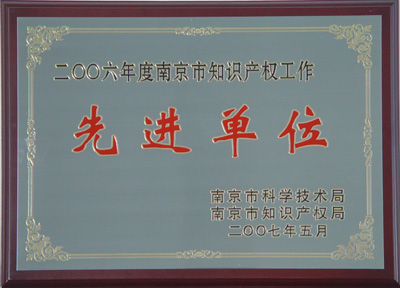 二〇〇六年度南京市知识产权工作
先进单位
南京市科学技术局
南京市知识产权局
二〇〇七年五月